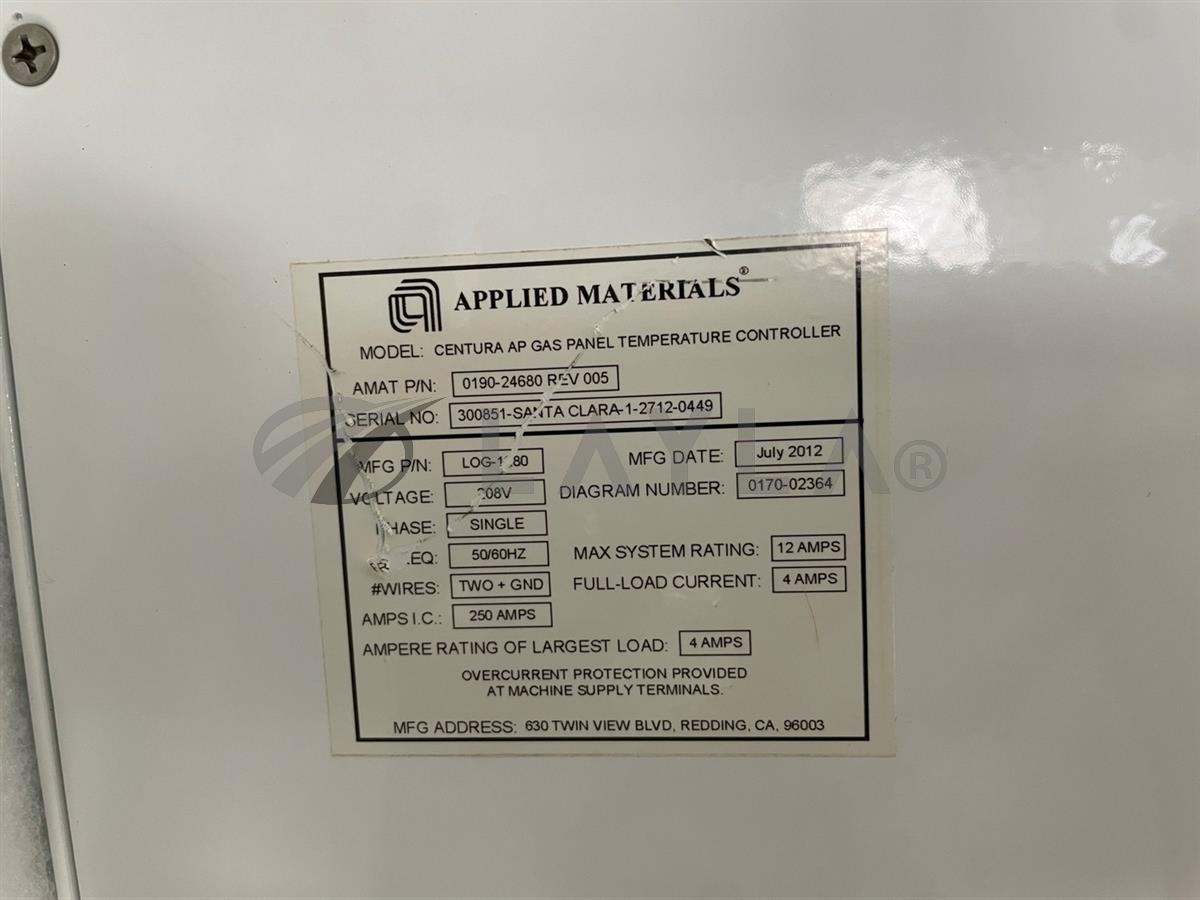 APPLIED MATERIALS®
MODEL: CENTURA AP GAS PANEL TEMPERATURE CONTROLLER
AMAT P/N: 0190-24680 REV 005
SERIAL NO: 300851-SANTA CLARA-1-2712-0449
MFG P/N: MFG DATE: July 2012
VOLTAGE: 208V DIAGRAM NUMBER: 0170-02364
PHASE: SINGLE
50/60HZ MAX SYSTEM RATING: 12 AMPS
#WIRES: TWO + GND FULL-LOAD CURRENT: 4 AMPS
AMPS I.C.: 250 AMPS
AMPERE RATING OF LARGEST LOAD: 4 AMPS
OVERCURRENT PROTECTION PROVIDED
AT MACHINE SUPPLY TERMINALS.
MFG ADDRESS: 630 TWIN VIEW BLVD, REDDING, CA, 96003
LAYLA®